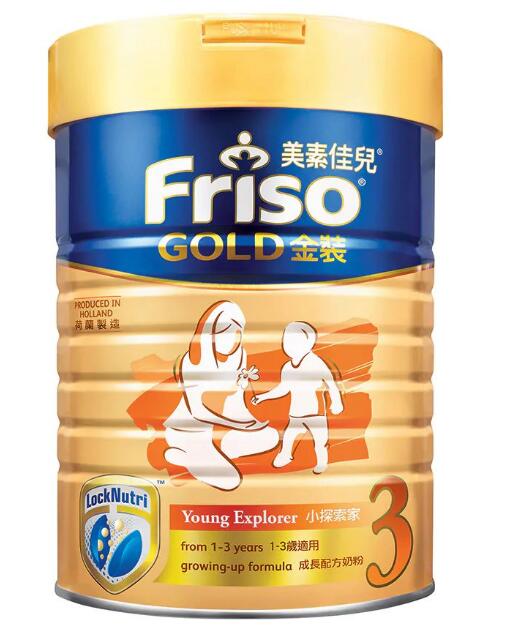 美素佳兒®
Friso®
GOLD 金裝
PRODUCED IN
HOLLAND
荷蘭製造
LockNutri™
Young Explorer 小探索家
from 1-3 years 1-3歲適用
growing-up formula 成長配方奶粉
3